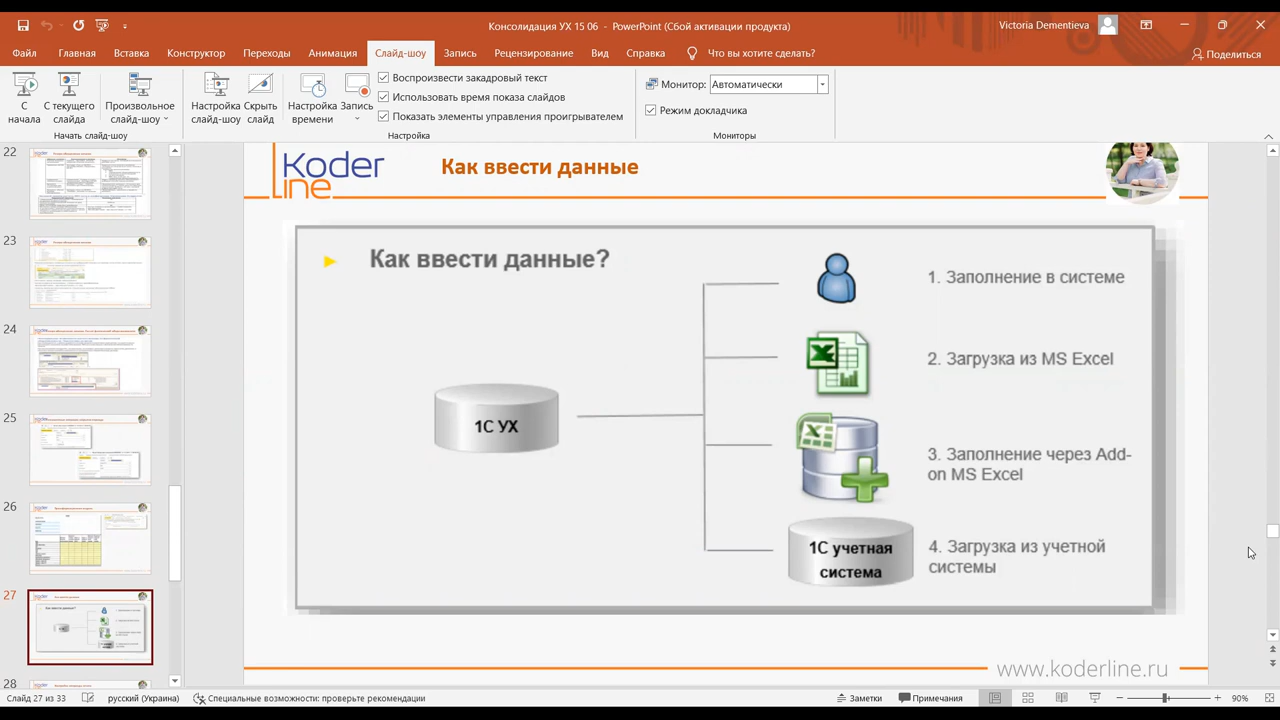 Консолидация УХ 15 06 - PowerPoint (Сбой активации продукта)
Victoria Dementieva
Файл Главная Вставка Конструктор Переходы Анимация Слайд-шоу Запись Рецензирование Вид Справка Что вы хотите сделать? Поделиться
С начала
С текущего слайда
Произвольное слайд-шоу
Настройка слайд-шоу
Скрыть слайд
Настройка времени
Запись
Воспроизвести закадровый текст
Использовать время показа слайдов
Показать элементы управления проигрывателем
Монитор: Автоматически
Режим докладчика
Начать слайд-шоу
Настройка
Мониторы
22
23
24
25
26
27
28
Koder
line
Как ввести данные
Как ввести данные?
1С УХ
1. Заполнение в системе
2. Загрузка из MS Excel
3. Заполнение через Add-
on MS Excel
1С учетная
система
4. Загрузка из учетной
системы
www.koderline.ru
Слайд 27 из 33 русский (Украина) Специальные возможности: проверьте рекомендации Заметки Примечания 90%